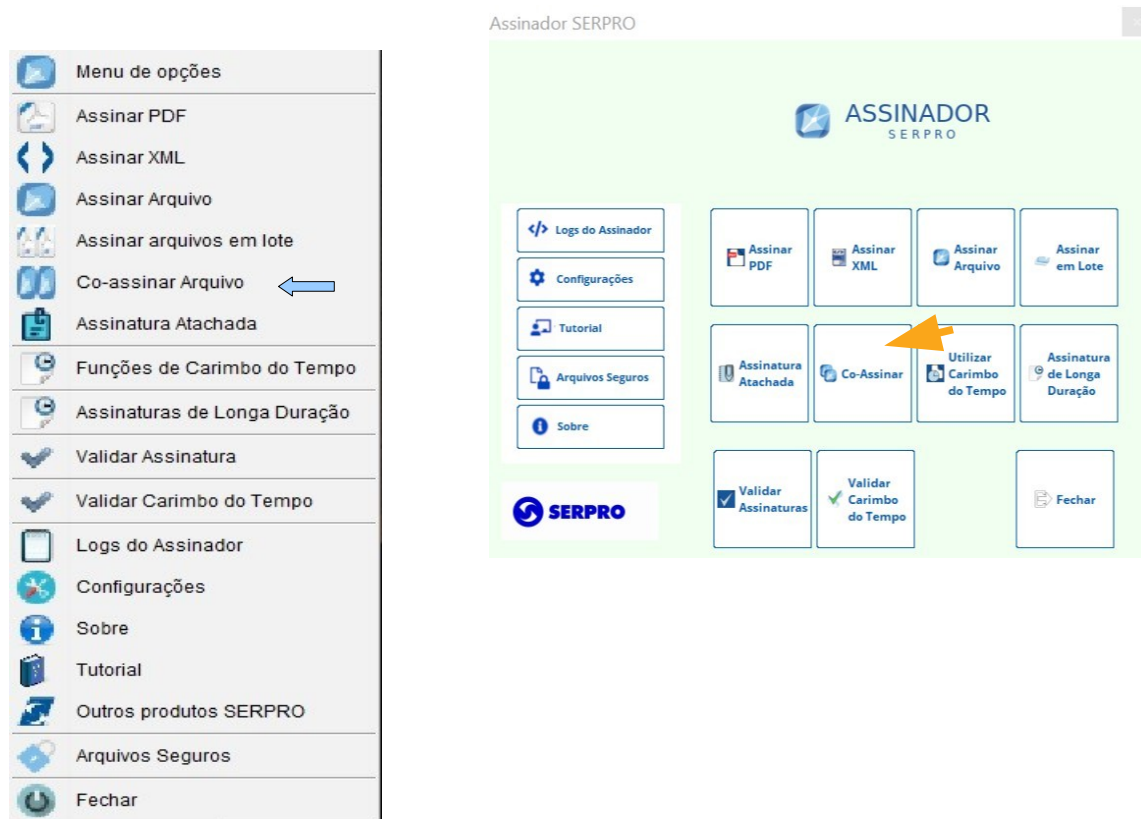 Menu de opções
Assinar PDF
Assinar XML
Assinar Arquivo
Assinar arquivos em lote
Co-assinar Arquivo
Assinatura Atachada
Funções de Carimbo do Tempo
Assinaturas de Longa Duração
Validar Assinatura
Validar Carimbo do Tempo
Logs do Assinador
Configurações
Sobre
Tutorial
Outros produtos SERPRO
Arquivos Seguros
Fechar
Assinador SERPRO
ASSINADOR
SERPRO
Logs do Assinador
Configurações
Tutorial
Arquivos Seguros
Sobre
SERPRO
Assinar
PDF
Assinar
XML
Assinar
Arquivo
Assinar
em Lote
Assinatura
Atachada
Co-Assinar
Utilizar
Carimbo
do Tempo
Assinatura
de Longa
Duração
Validar
Assinaturas
Validar
Carimbo
do Tempo
Fechar